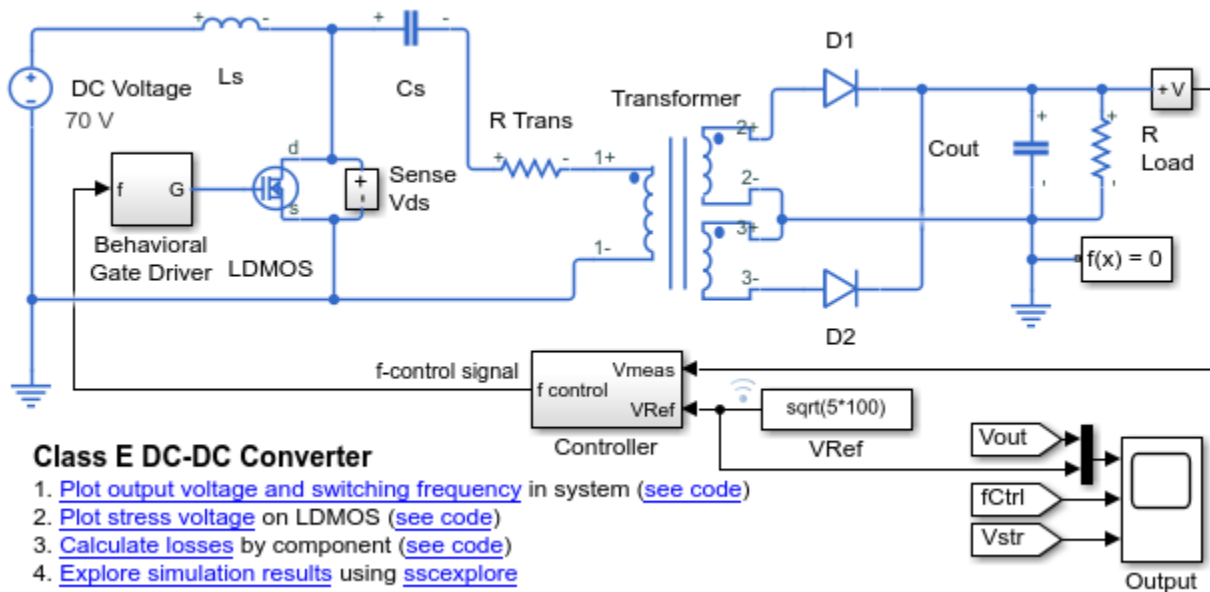 + -
+ -
D1
DC Voltage
70 V
Ls
Cs
R Trans
Transformer
+ V
2+
+ +
R
Load
Cout
+ - 1+
2-
- -
d
f G
Sense
Vds
+
-
s
3+
Behavioral
Gate Driver
LDMOS
1-
3-
f(x) = 0
D2
f-control signal
Vmeas
f control
VRef
sqrt(5*100)
Controller
VRef
Vout
fCtrl
Vstr
Output
Class E DC-DC Converter
1. Plot output voltage and switching frequency in system (see code)
2. Plot stress voltage on LDMOS (see code)
3. Calculate losses by component (see code)
4. Explore simulation results using sscexplore